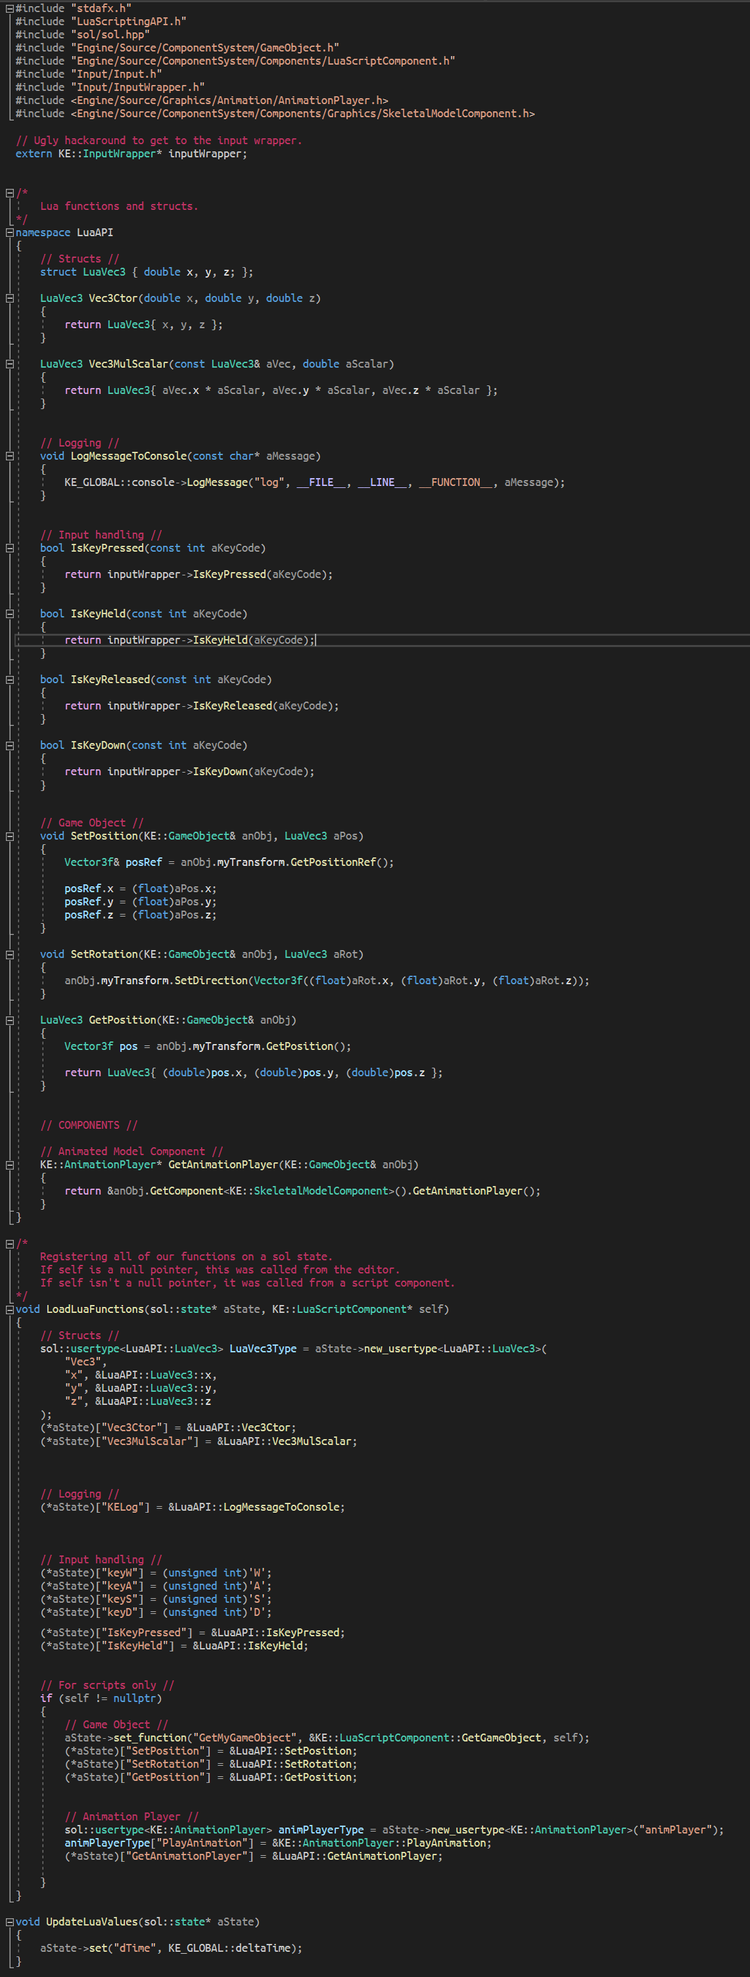 #include "stdafx.h"
#include "LuaScriptingAPI.h"
#include "sol/sol.hpp"
#include "Engine/Source/ComponentSystem/GameObject.h"
#include "Engine/Source/ComponentSystem/Components/LuaScriptComponent.h"
#include "Input/Input.h"
#include "Input/InputWrapper.h"
#include <Engine/Source/Graphics/Animation/AnimationPlayer.h>
#include <Engine/Source/ComponentSystem/Components/Graphics/SkeletalModelComponent.h>
// Ugly hackaround to get to the input wrapper.
extern KE::InputWrapper* inputWrapper;
/*
Lua functions and structs.
*/
namespace LuaAPI
{
// Structs //
struct LuaVec3 { double x, y, z; };
LuaVec3 Vec3Ctor(double x, double y, double z)
{
return LuaVec3{ x, y, z };
}
LuaVec3 Vec3MulScalar(const LuaVec3& aVec, double aScalar)
{
return LuaVec3{ aVec.x * aScalar, aVec.y * aScalar, aVec.z * aScalar };
}
// Logging //
void LogMessageToConsole(const char* aMessage)
{
KE_GLOBAL::console->LogMessage("log", __FILE__, __LINE__, __FUNCTION__, aMessage);
}
// Input handling //
bool IsKeyPressed(const int aKeyCode)
{
return inputWrapper->IsKeyPressed(aKeyCode);
}
bool IsKeyHeld(const int aKeyCode)
{
return inputWrapper->IsKeyHeld(aKeyCode);
}
bool IsKeyReleased(const int aKeyCode)
{
return inputWrapper->IsKeyReleased(aKeyCode);
}
bool IsKeyDown(const int aKeyCode)
{
return inputWrapper->IsKeyDown(aKeyCode);
}
// Game Object //
void SetPosition(KE::GameObject& anObj, LuaVec3 aPos)
{
Vector3f& posRef = anObj.myTransform.GetPositionRef();
posRef.x = (float)aPos.x;
posRef.y = (float)aPos.y;
posRef.z = (float)aPos.z;
}
void SetRotation(KE::GameObject& anObj, LuaVec3 aRot)
{
anObj.myTransform.SetDirection(Vector3f((float)aRot.x, (float)aRot.y, (float)aRot.z));
}
LuaVec3 GetPosition(KE::GameObject& anObj)
{
Vector3f pos = anObj.myTransform.GetPosition();
return LuaVec3{ (double)pos.x, (double)pos.y, (double)pos.z };
}
// COMPONENTS //
// Animated Model Component //
KE::AnimationPlayer* GetAnimationPlayer(KE::GameObject& anObj)
{
return &anObj.GetComponent<KE::SkeletalModelComponent>().GetAnimationPlayer();
}
}
/*
Registering all of our functions on a sol state.
If self is a null pointer, this was called from the editor.
If self isn't a null pointer, it was called from a script component.
*/
void LoadLuaFunctions(sol::state* aState, KE::LuaScriptComponent* self)
{
// Structs //
sol::usertype<LuaAPI::LuaVec3> LuaVec3Type = aState->new_usertype<LuaAPI::LuaVec3>(
"Vec3",
"x", &LuaAPI::LuaVec3::x,
"y", &LuaAPI::LuaVec3::y,
"z", &LuaAPI::LuaVec3::z
);
(*aState)["Vec3Ctor"] = &LuaAPI::Vec3Ctor;
(*aState)["Vec3MulScalar"] = &LuaAPI::Vec3MulScalar;
// Logging //
(*aState)["KELog"] = &LuaAPI::LogMessageToConsole;
// Input handling //
(*aState)["keyW"] = (unsigned int)'W';
(*aState)["keyA"] = (unsigned int)'A';
(*aState)["keyS"] = (unsigned int)'S';
(*aState)["keyD"] = (unsigned int)'D';
(*aState)["IsKeyPressed"] = &LuaAPI::IsKeyPressed;
(*aState)["IsKeyHeld"] = &LuaAPI::IsKeyHeld;
// For scripts only //
if (self != nullptr)
{
// Game Object //
aState->set_function("GetMyGameObject", &KE::LuaScriptComponent::GetGameObject, self);
(*aState)["SetPosition"] = &LuaAPI::SetPosition;
(*aState)["SetRotation"] = &LuaAPI::SetRotation;
(*aState)["GetPosition"] = &LuaAPI::GetPosition;
// Animation Player //
sol::usertype<KE::AnimationPlayer> animPlayerType = aState->new_usertype<KE::AnimationPlayer>("animPlayer");
animPlayerType["PlayAnimation"] = &KE::AnimationPlayer::PlayAnimation;
(*aState)["GetAnimationPlayer"] = &LuaAPI::GetAnimationPlayer;
}
}
void UpdateLuaValues(sol::state* aState)
{
aState->set("dTime", KE_GLOBAL::deltaTime);
}